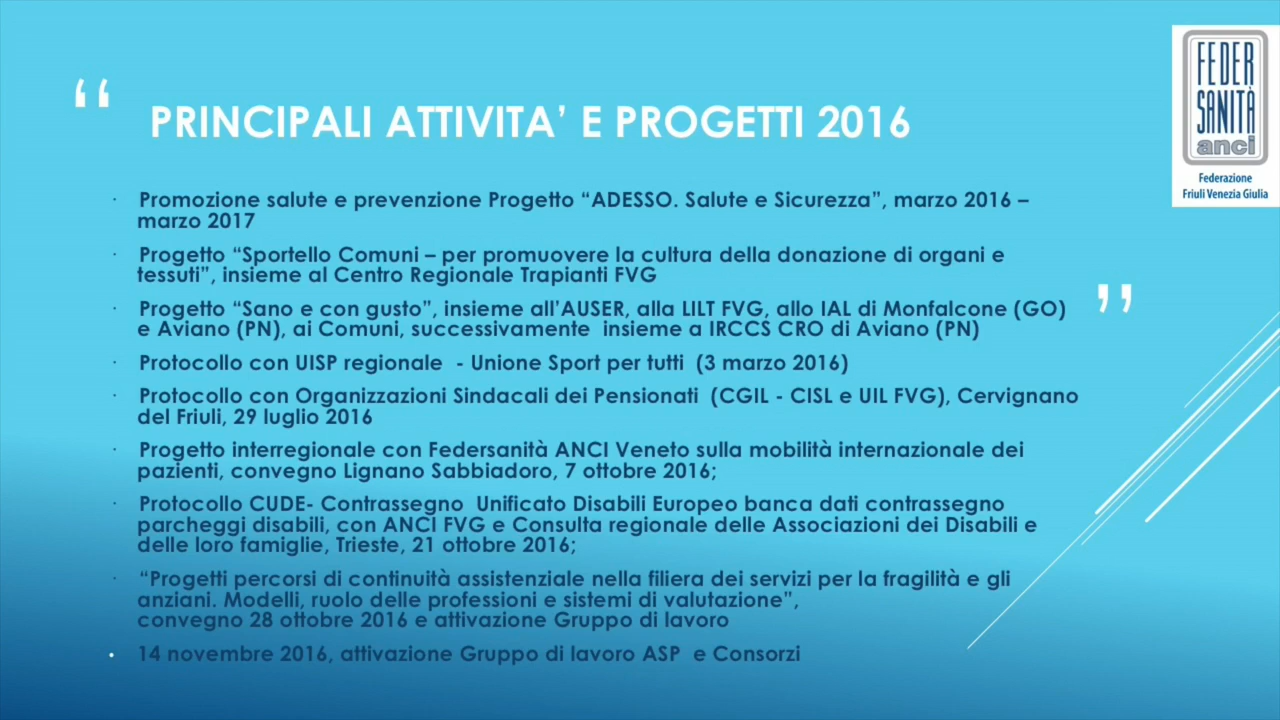 “ PRINCIPALI ATTIVITA’ E PROGETTI 2016
FEDER
SANITÀ
anci
Federazione
Friuli Venezia Giulia
· Promozione salute e prevenzione Progetto “ADESSO. Salute e Sicurezza”, marzo 2016 –
marzo 2017
· Progetto “Sportello Comuni – per promuovere la cultura della donazione di organi e
tessuti”, insieme al Centro Regionale Trapianti FVG
· Progetto “Sano e con gusto”, insieme all’AUSER, alla LILT FVG, allo IAL di Monfalcone (GO)
e Aviano (PN), ai Comuni, successivamente insieme a IRCCS CRO di Aviano (PN)
”
· Protocollo con UISP regionale - Unione Sport per tutti (3 marzo 2016)
· Protocollo con Organizzazioni Sindacali dei Pensionati (CGIL - CISL e UIL FVG), Cervignano
del Friuli, 29 luglio 2016
· Progetto interregionale con Federsanità ANCI Veneto sulla mobilità internazionale dei
pazienti, convegno Lignano Sabbiadoro, 7 ottobre 2016;
· Protocollo CUDE- Contrassegno Unificato Disabili Europeo banca dati contrassegno
parcheggi disabili, con ANCI FVG e Consulta regionale delle Associazioni dei Disabili e
delle loro famiglie, Trieste, 21 ottobre 2016;
· “Progetti percorsi di continuità assistenziale nella filiera dei servizi per la fragilità e gli
anziani. Modelli, ruolo delle professioni e sistemi di valutazione”,
convegno 28 ottobre 2016 e attivazione Gruppo di lavoro
• 14 novembre 2016, attivazione Gruppo di lavoro ASP e Consorzi